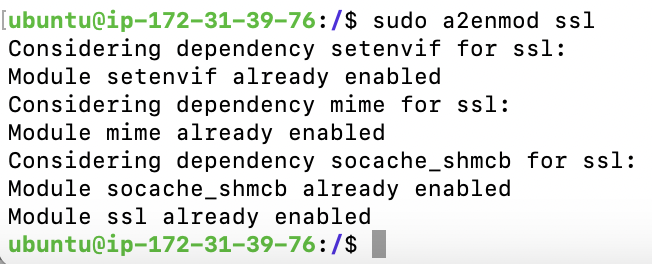 ubuntu@ip-172-31-39-76:/$ sudo a2enmod ssl
Considering dependency setenvif for ssl:
Module setenvif already enabled
Considering dependency mime for ssl:
Module mime already enabled
Considering dependency socache_shmcb for ssl:
Module socache_shmcb already enabled
Module ssl already enabled
ubuntu@ip-172-31-39-76:/$